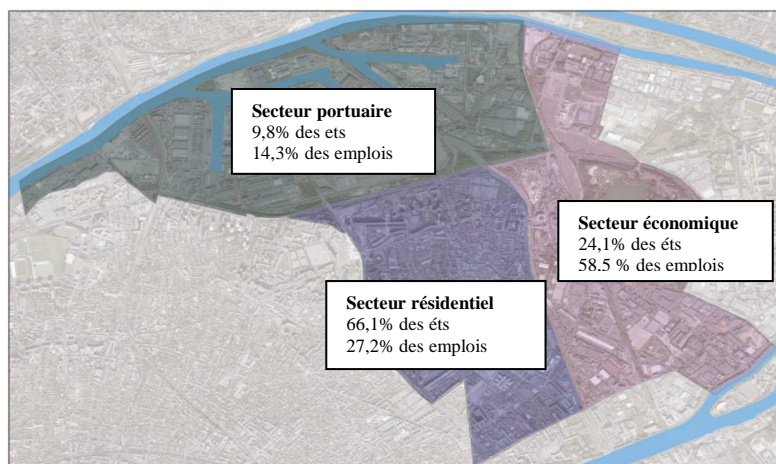 Secteur portuaire
9,8% des ets
14,3% des emplois
Secteur économique
24,1% des éts
58.5 % des emplois
Secteur résidentiel
66,1% des éts
27,2% des emplois